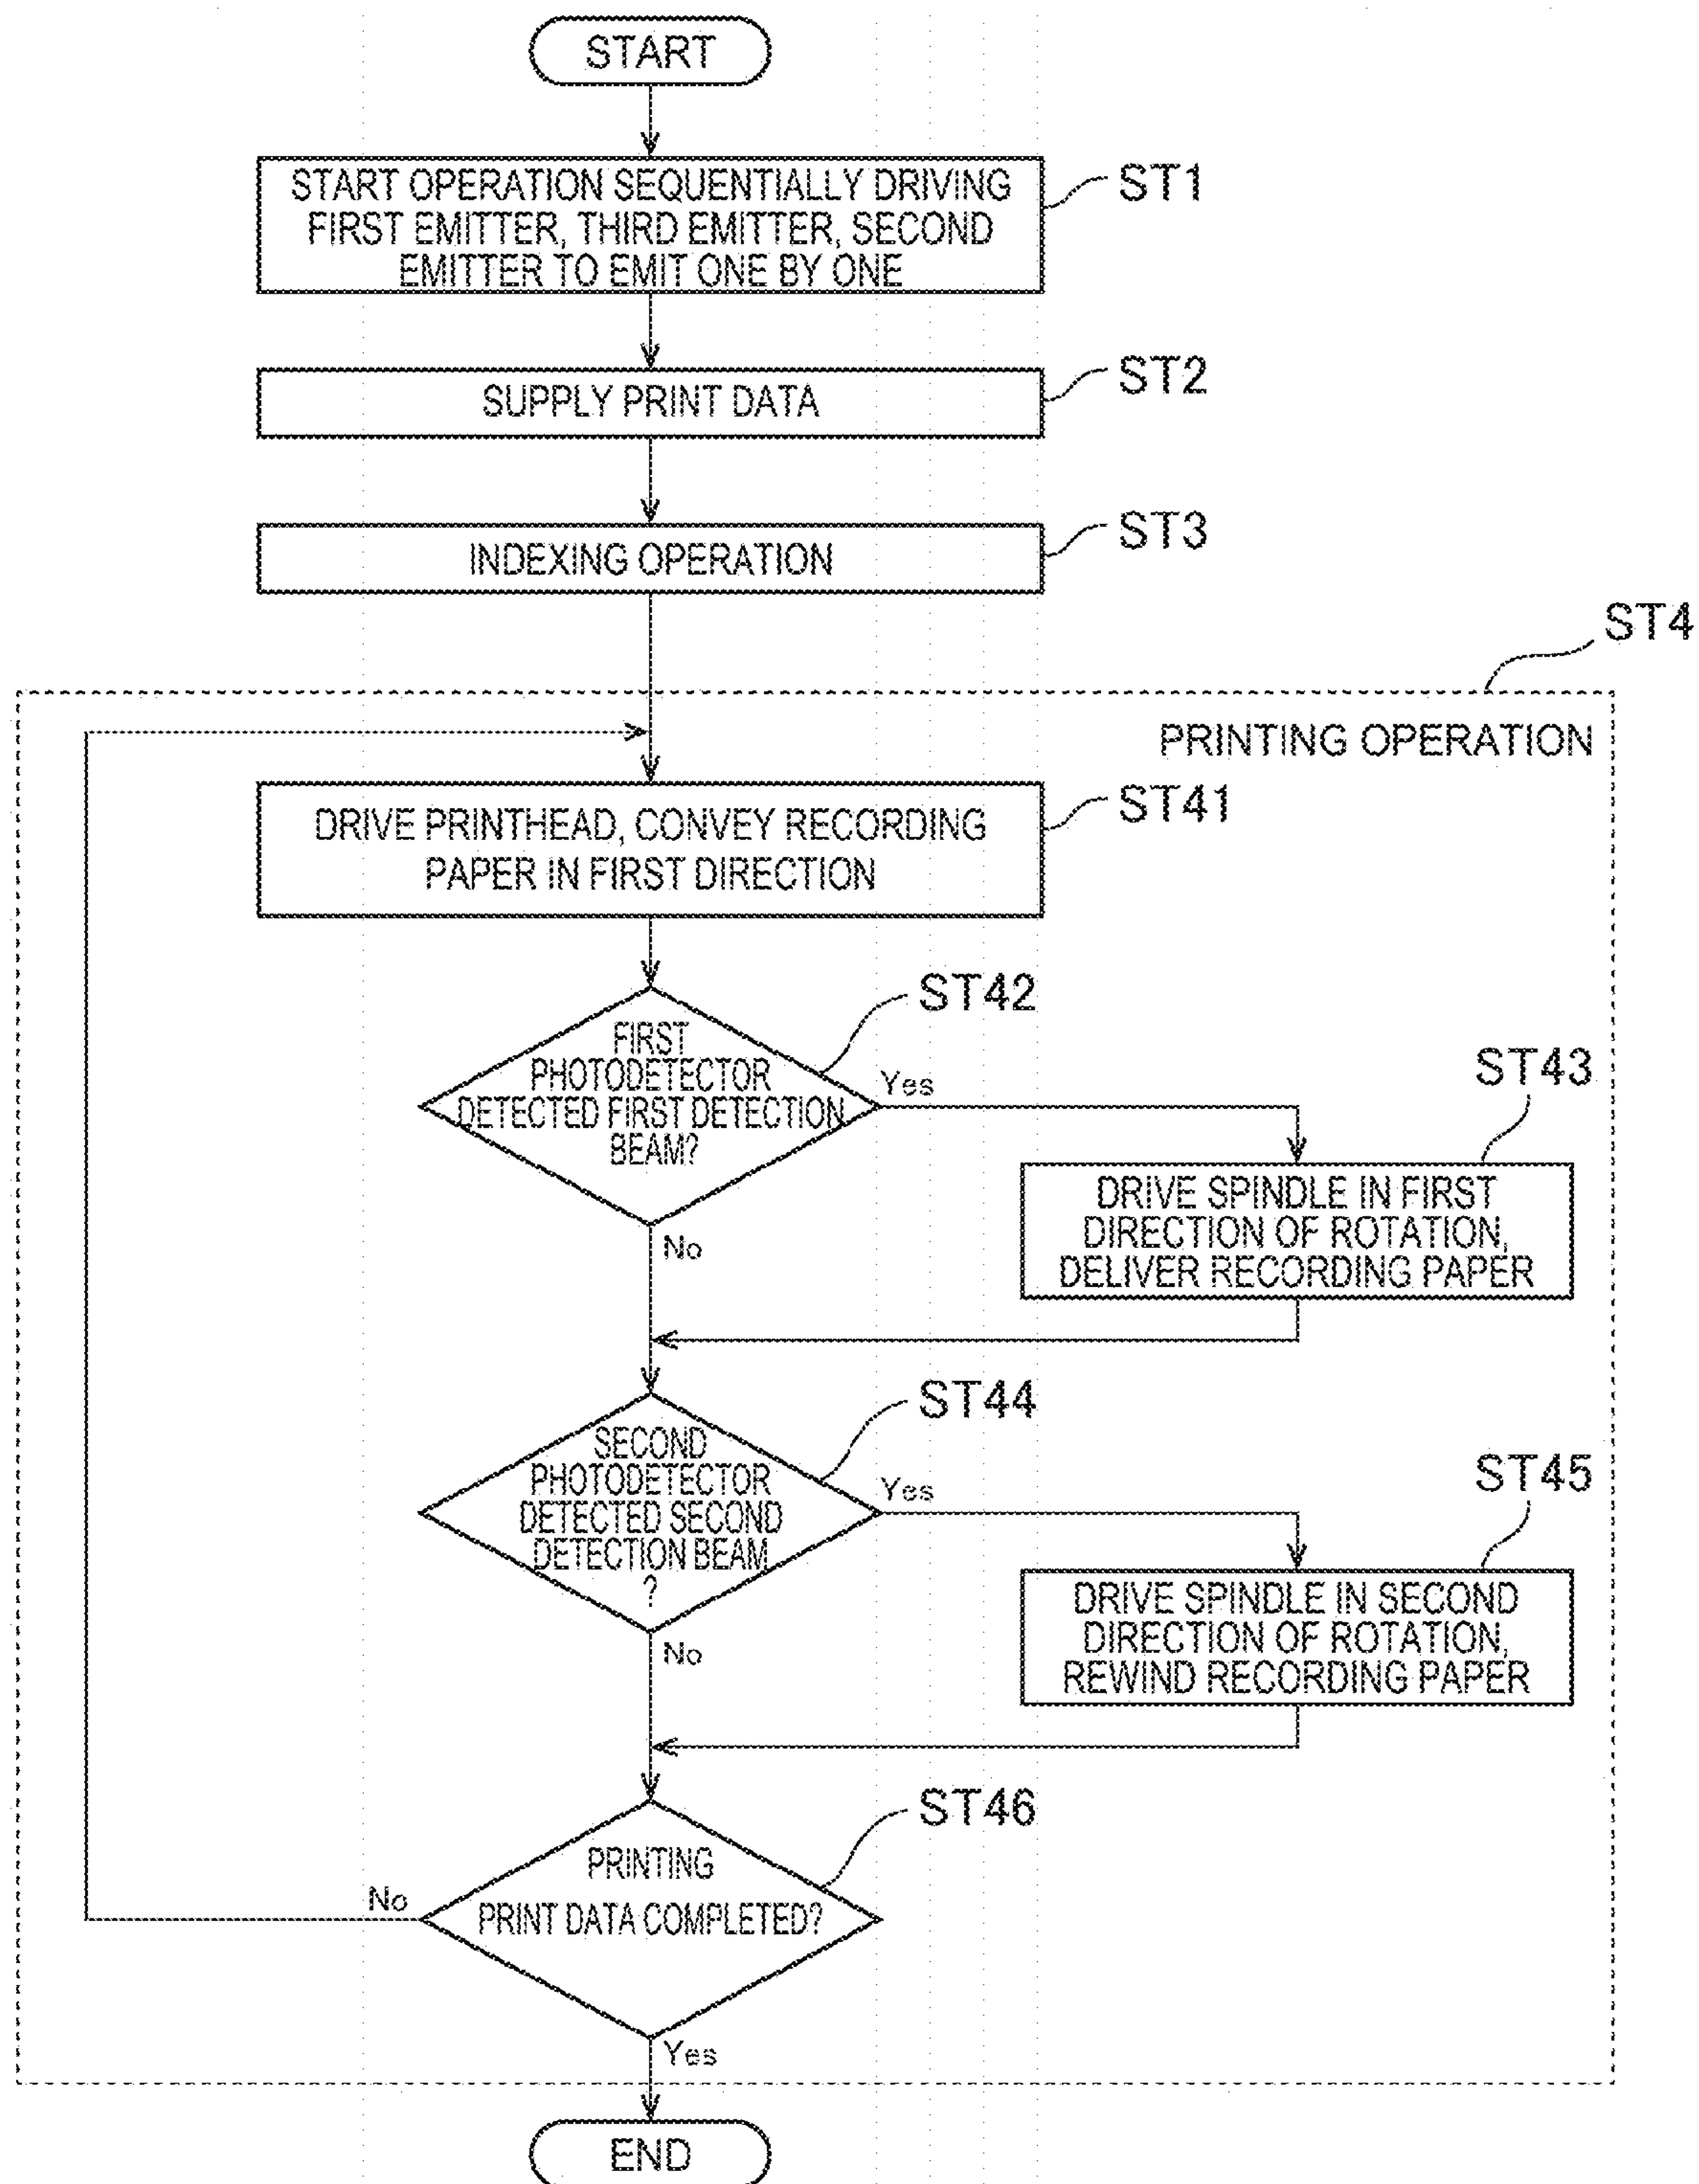 START
START OPERATION SEQUENTIALLY DRIVING
FIRST EMITTER, THIRD EMITTER, SECOND
EMITTER TO EMIT ONE BY ONE
ST1
SUPPLY PRINT DATA
ST2
INDEXING OPERATION
ST3
ST4
PRINTING OPERATION
DRIVE PRINTHEAD, CONVEY RECORDING
PAPER IN FIRST DIRECTION
ST41
FIRST
PHOTODETECTOR
DETECTED FIRST DETECTION
BEAM?
ST42
Yes
No
ST43
DRIVE SPINDLE IN FIRST
DIRECTION OF ROTATION,
DELIVER RECORDING PAPER
SECOND
PHOTODETECTOR
DETECTED SECOND
DETECTION BEAM
?
ST44
Yes
No
ST45
DRIVE SPINDLE IN SECOND
DIRECTION OF ROTATION,
REWIND RECORDING PAPER
PRINTING
PRINT DATA COMPLETED?
ST46
No
Yes
END